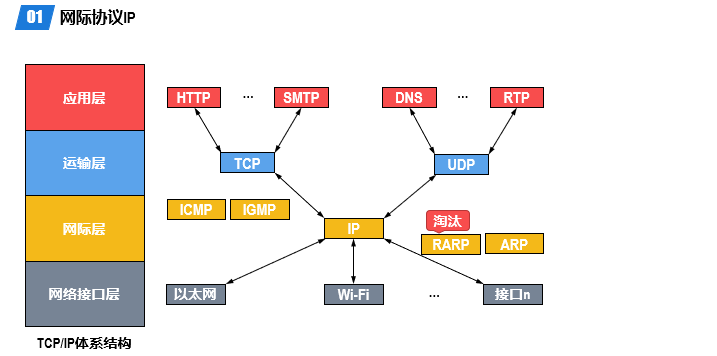 01 网际协议IP
应用层
HTTP ... SMTP DNS ... RTP
运输层
TCP UDP
网际层
ICMP IGMP
IP
淘汰
RARP ARP
网络接口层
以太网 Wi-Fi ... 接口n
TCP/IP体系结构